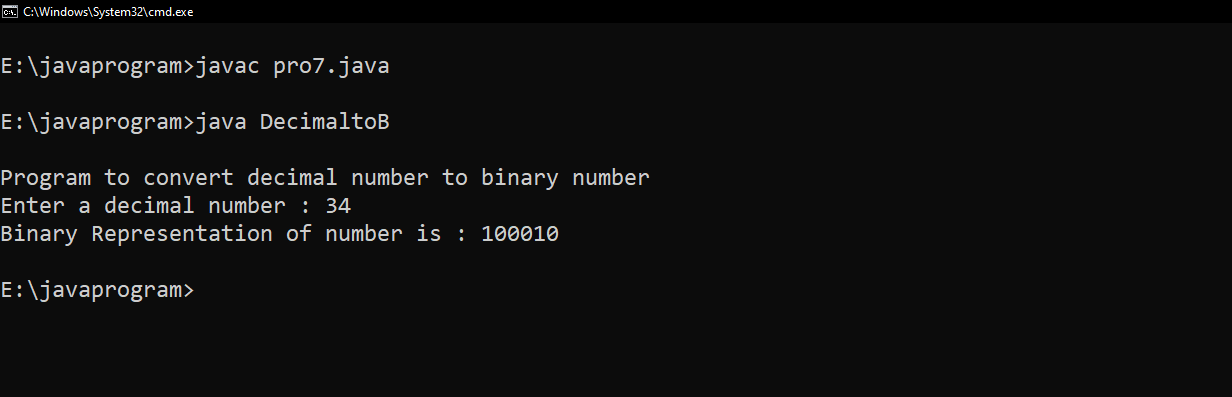 C:\Windows\System32\cmd.exe
E:\javaprogram>javac pro7.java
E:\javaprogram>java DecimaltoB
Program to convert decimal number to binary number
Enter a decimal number : 34
Binary Representation of number is : 100010
E:\javaprogram>